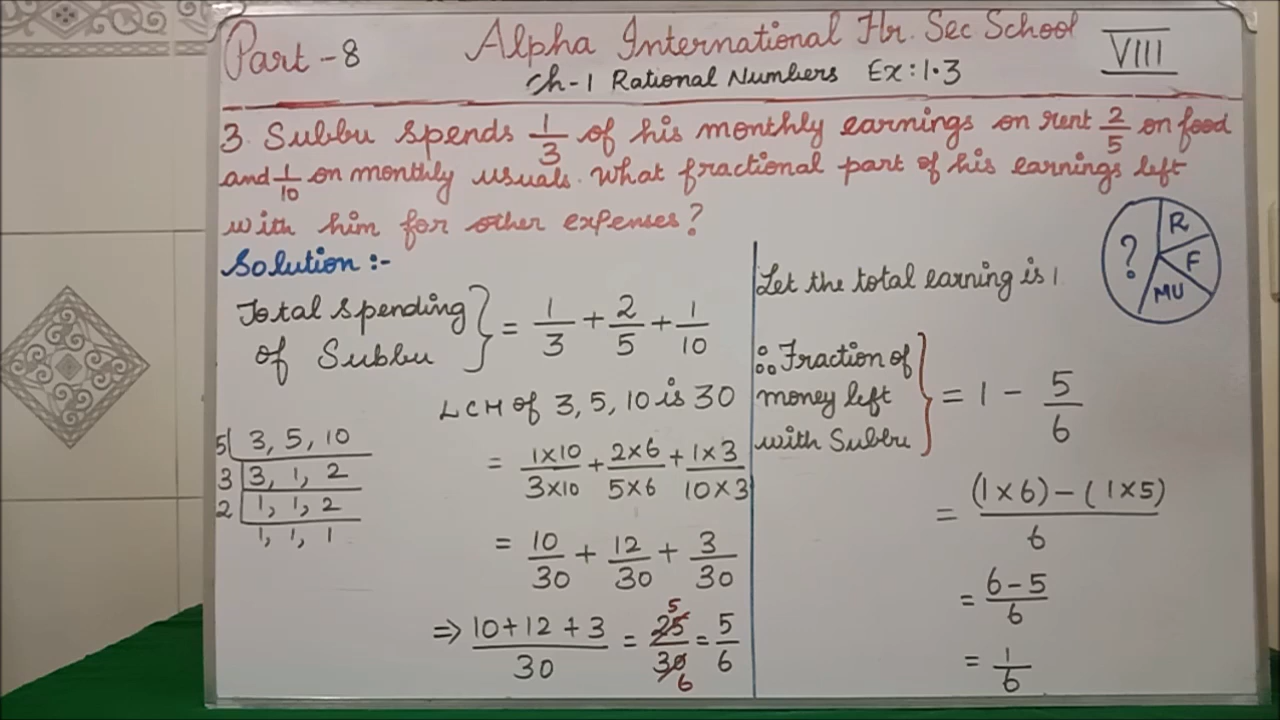 Part - 8
Alpha International Hr. Sec School
VIII
Ch-1 Rational Numbers Ex: 1.3
3. Subbu spends 1/3 of his monthly earnings on rent 2/5 on food
and 1/10 on monthly usuals. What fractional part of his earnings left
with him for other expenses?
Solution :-
Total spending
of Subbu } = 1/3 + 2/5 + 1/10
LCM of 3, 5, 10 is 30
5 | 3, 5, 10
3 | 3, 1, 2
2 | 1, 1, 2
1, 1, 1
= 1×10/3×10 + 2×6/5×6 + 1×3/10×3
= 10/30 + 12/30 + 3/30
⇒ 10+12+3/30 = 25/30 5 6 = 5/6
Let the total earning is 1
R
F
MU
?
∴ Fraction of
money left
with Subbu } = 1 - 5/6
= (1×6) - (1×5)/6
= 6-5/6
= 1/6